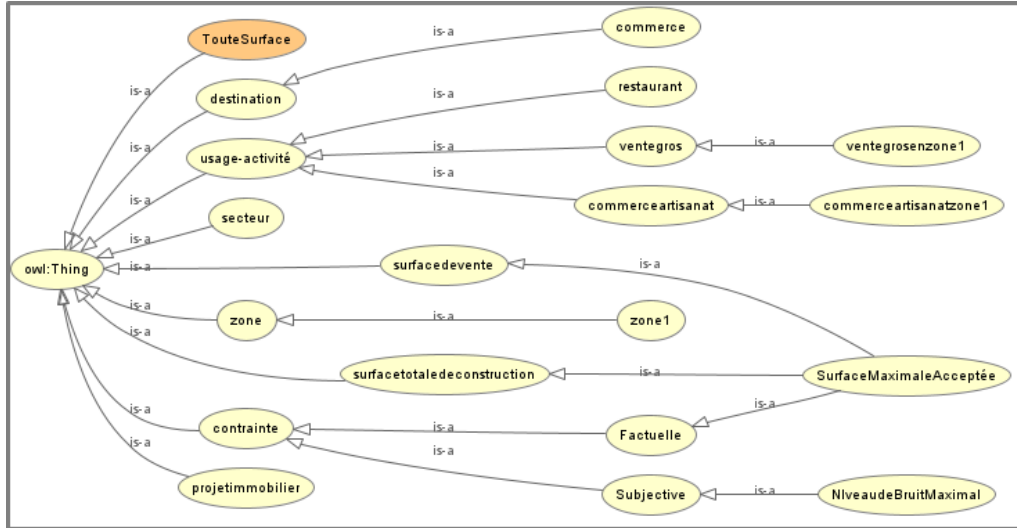 TouteSurface
is-a
commerce
is-a
destination
restaurant
is-a
is-a
is-a
usage-activité
is-a
ventegros
is-a
ventegrosenzone1
is-a
is-a
commerceartisanat
is-a
commerceartisanatzone1
secteur
is-a
owl:Thing
is-a
surfacedevente
is-a
is-a
zone
is-a
zone1
is-a
surfacetotaledeconstruction
is-a
SurfaceMaximaleAcceptée
is-a
is-a
contrainte
is-a
Factuelle
is-a
is-a
projetimmobilier
Subjective
is-a
NIveaudeBruitMaximal